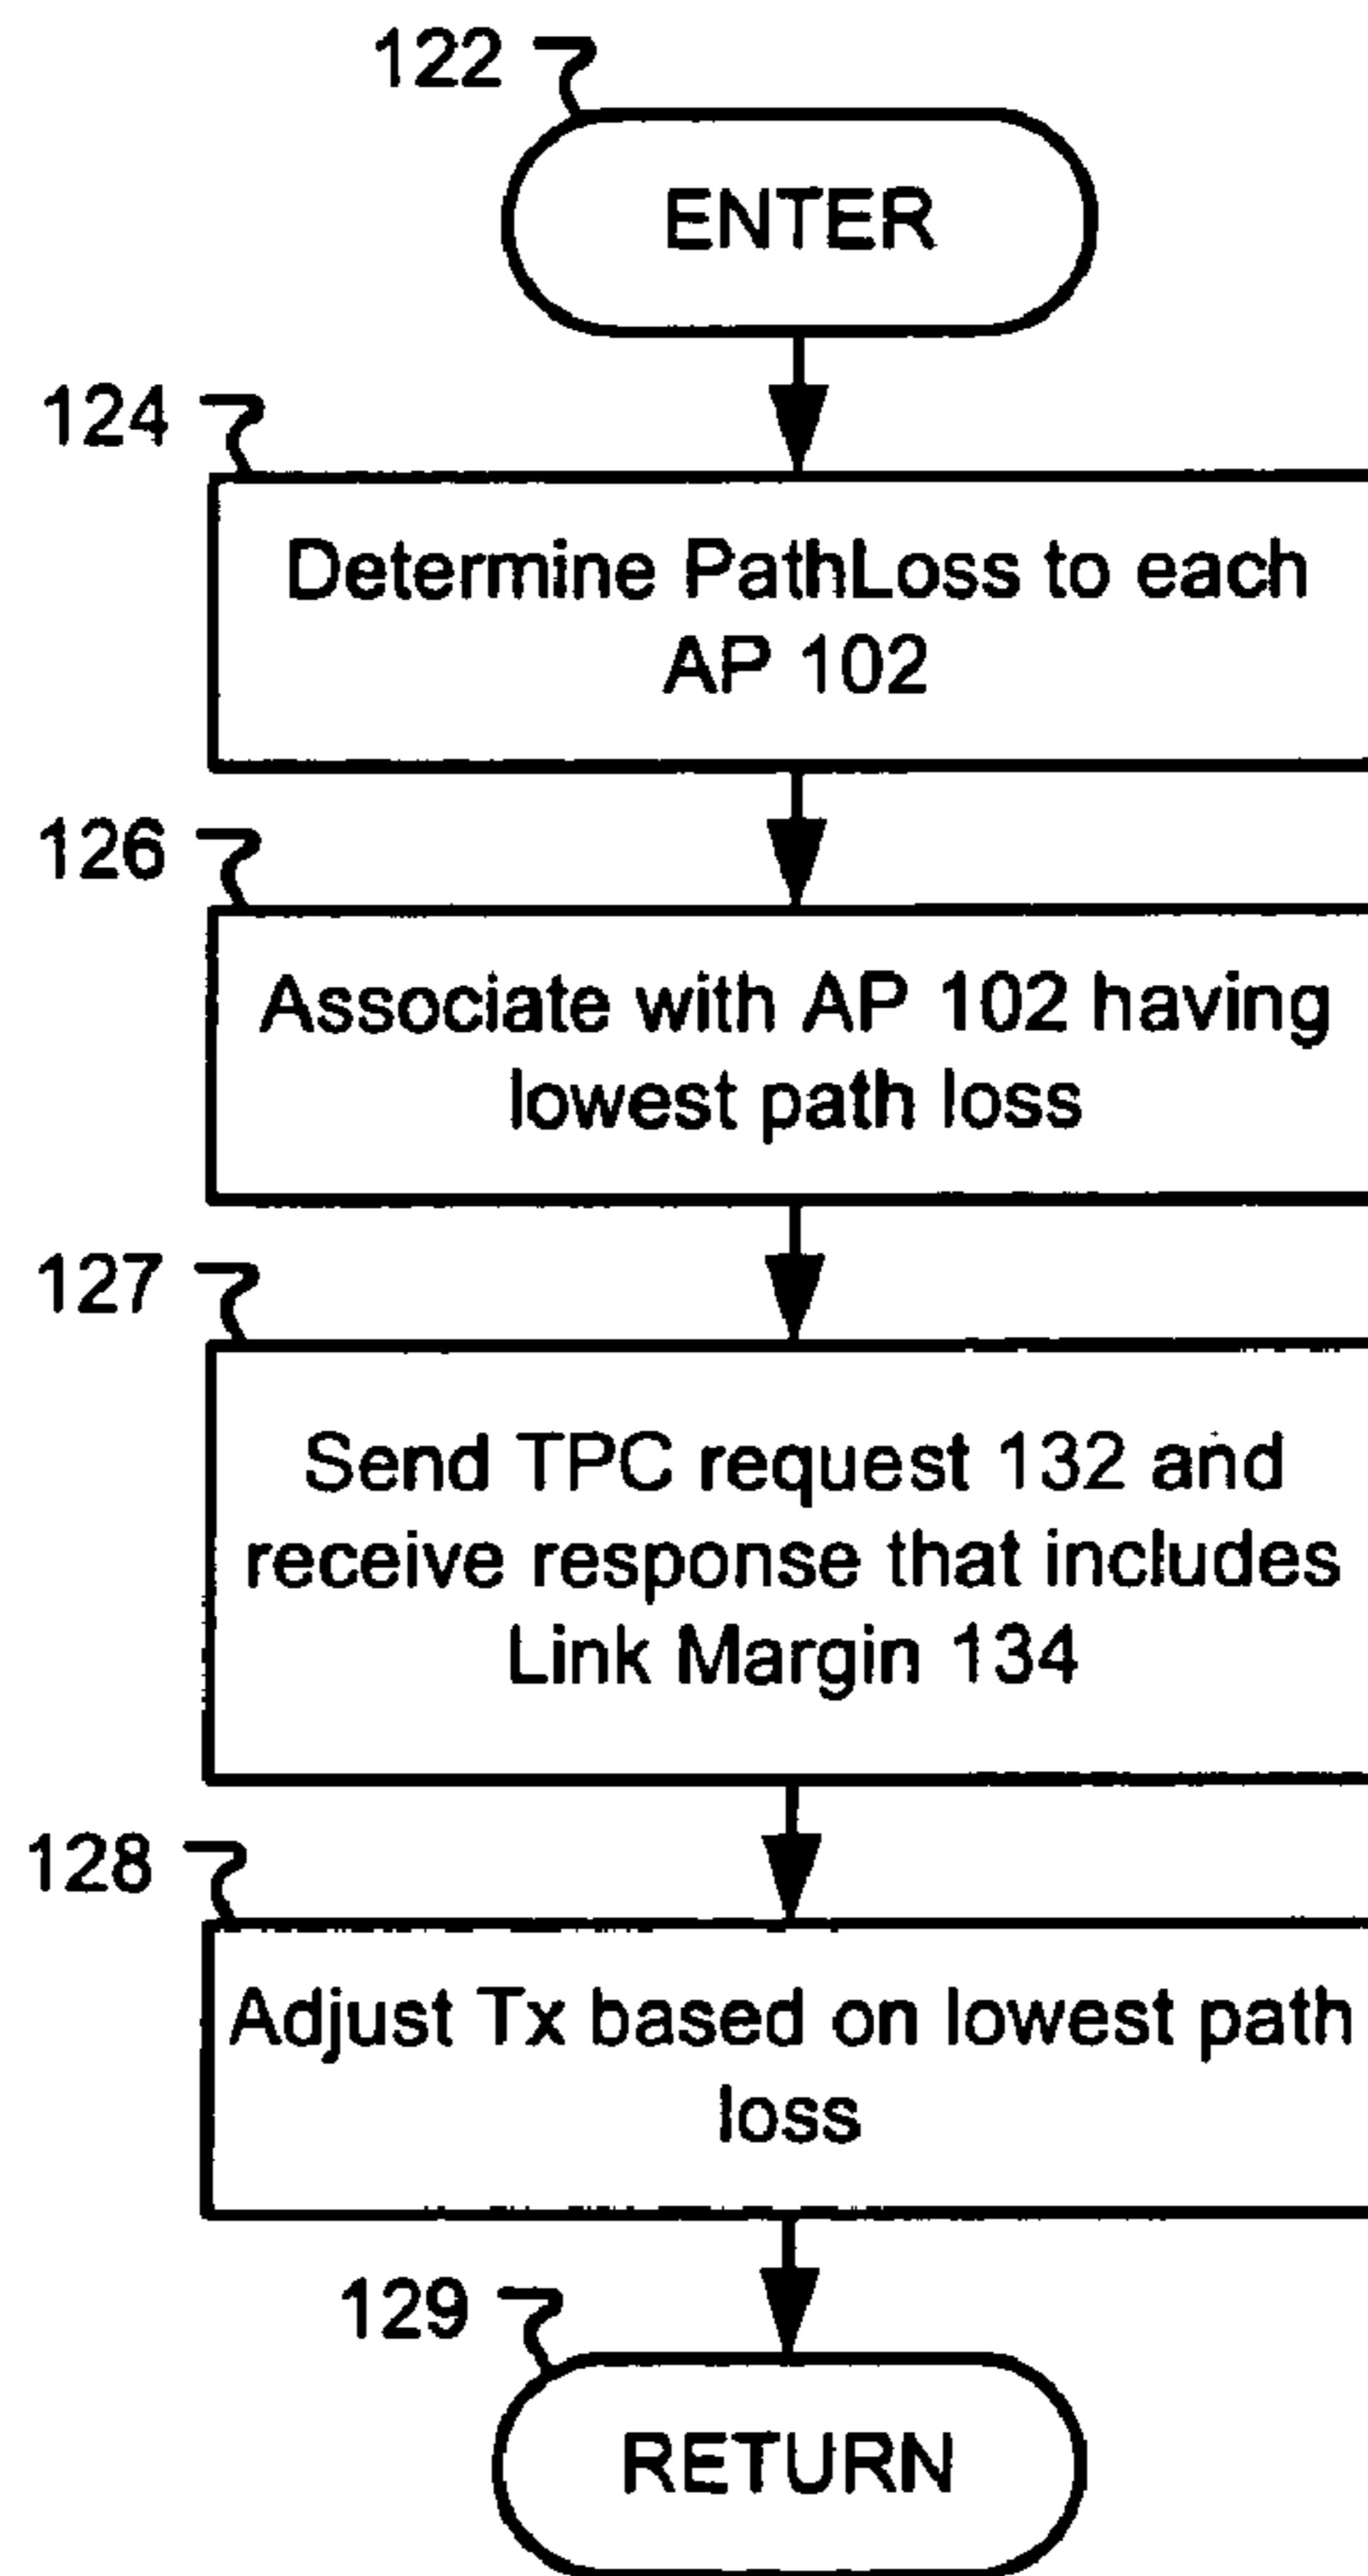 122
ENTER
124
Determine PathLoss to each
AP 102
126
Associate with AP 102 having
lowest path loss
127
Send TPC request 132 and
receive response that includes
Link Margin 134
128
Adjust Tx based on lowest path
loss
129
RETURN